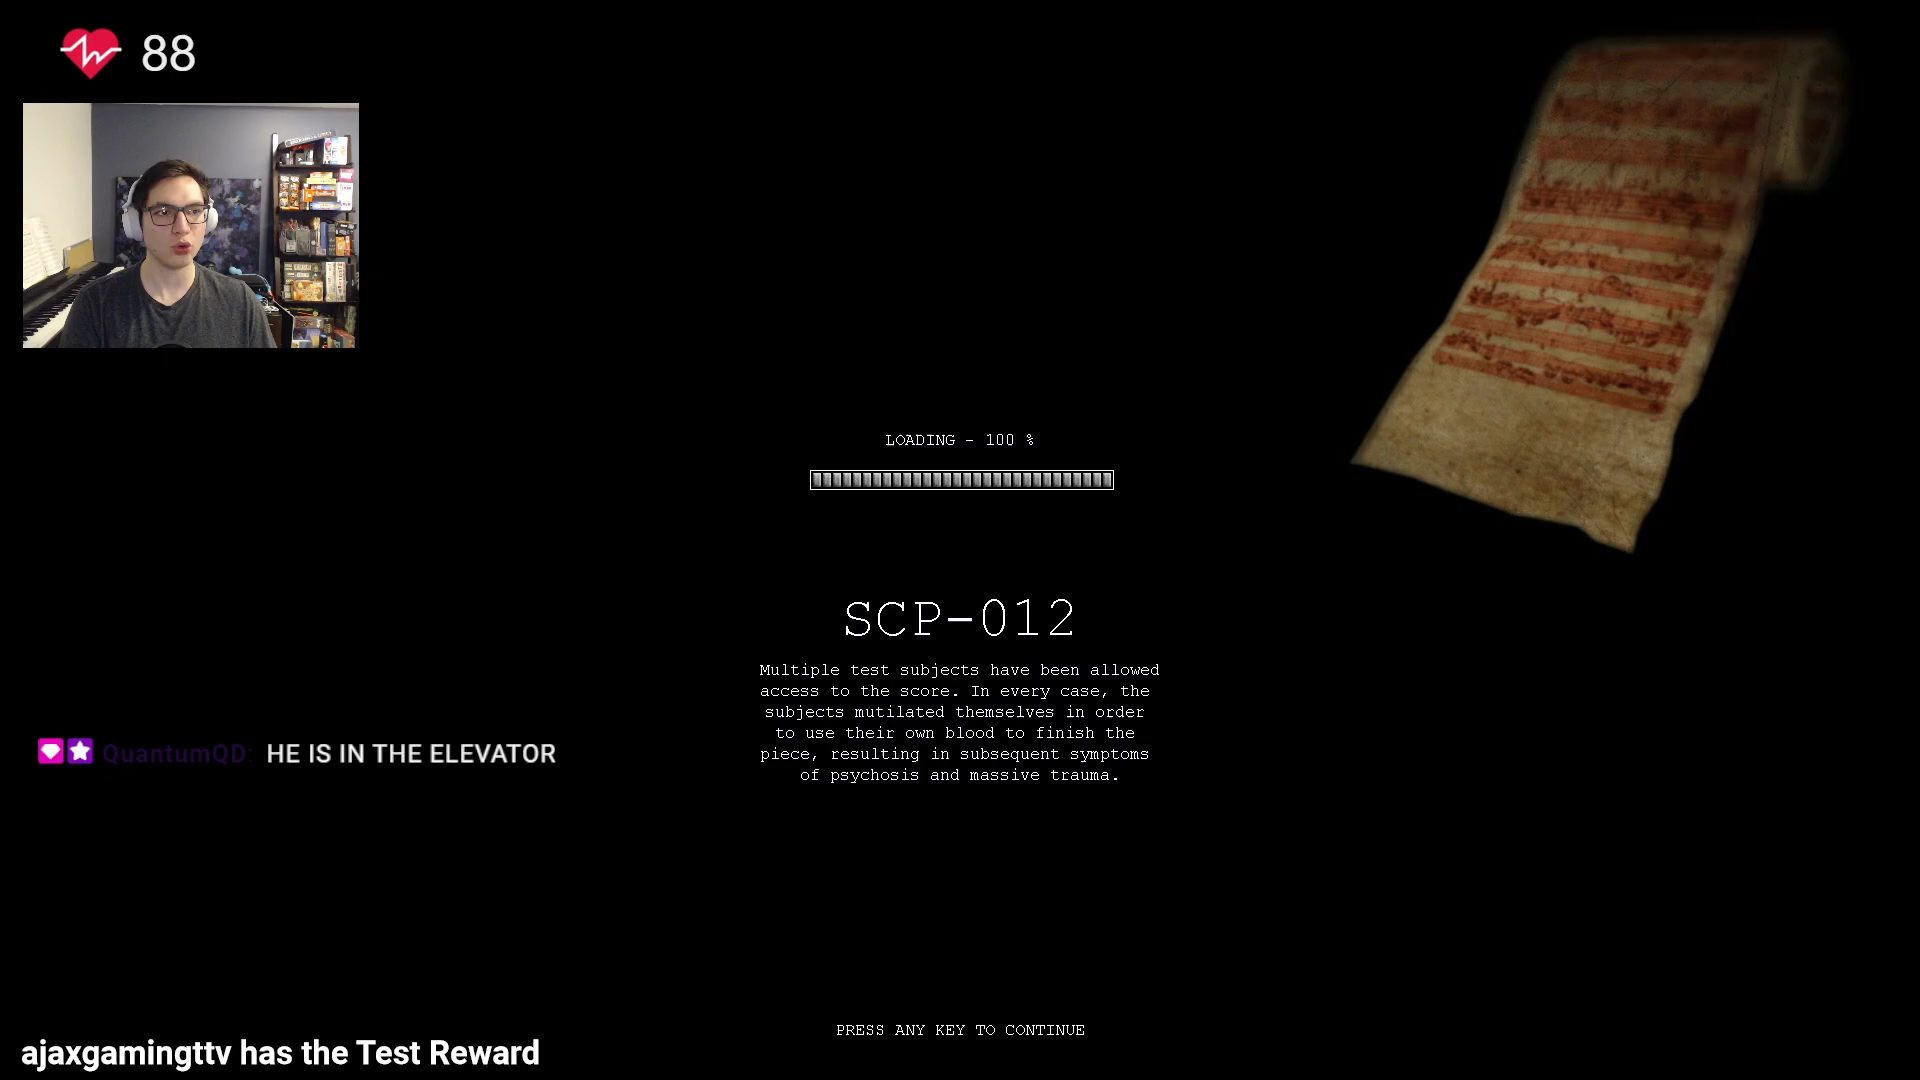 88
LOADING - 100 %
SCP-012
Multiple test subjects have been allowed
access to the score. In every case, the
subjects mutilated themselves in order
to use their own blood to finish the
piece, resulting in subsequent symptoms
of psychosis and massive trauma.
QuantumQD: HE IS IN THE ELEVATOR
PRESS ANY KEY TO CONTINUE
ajaxgamingttv has the Test Reward